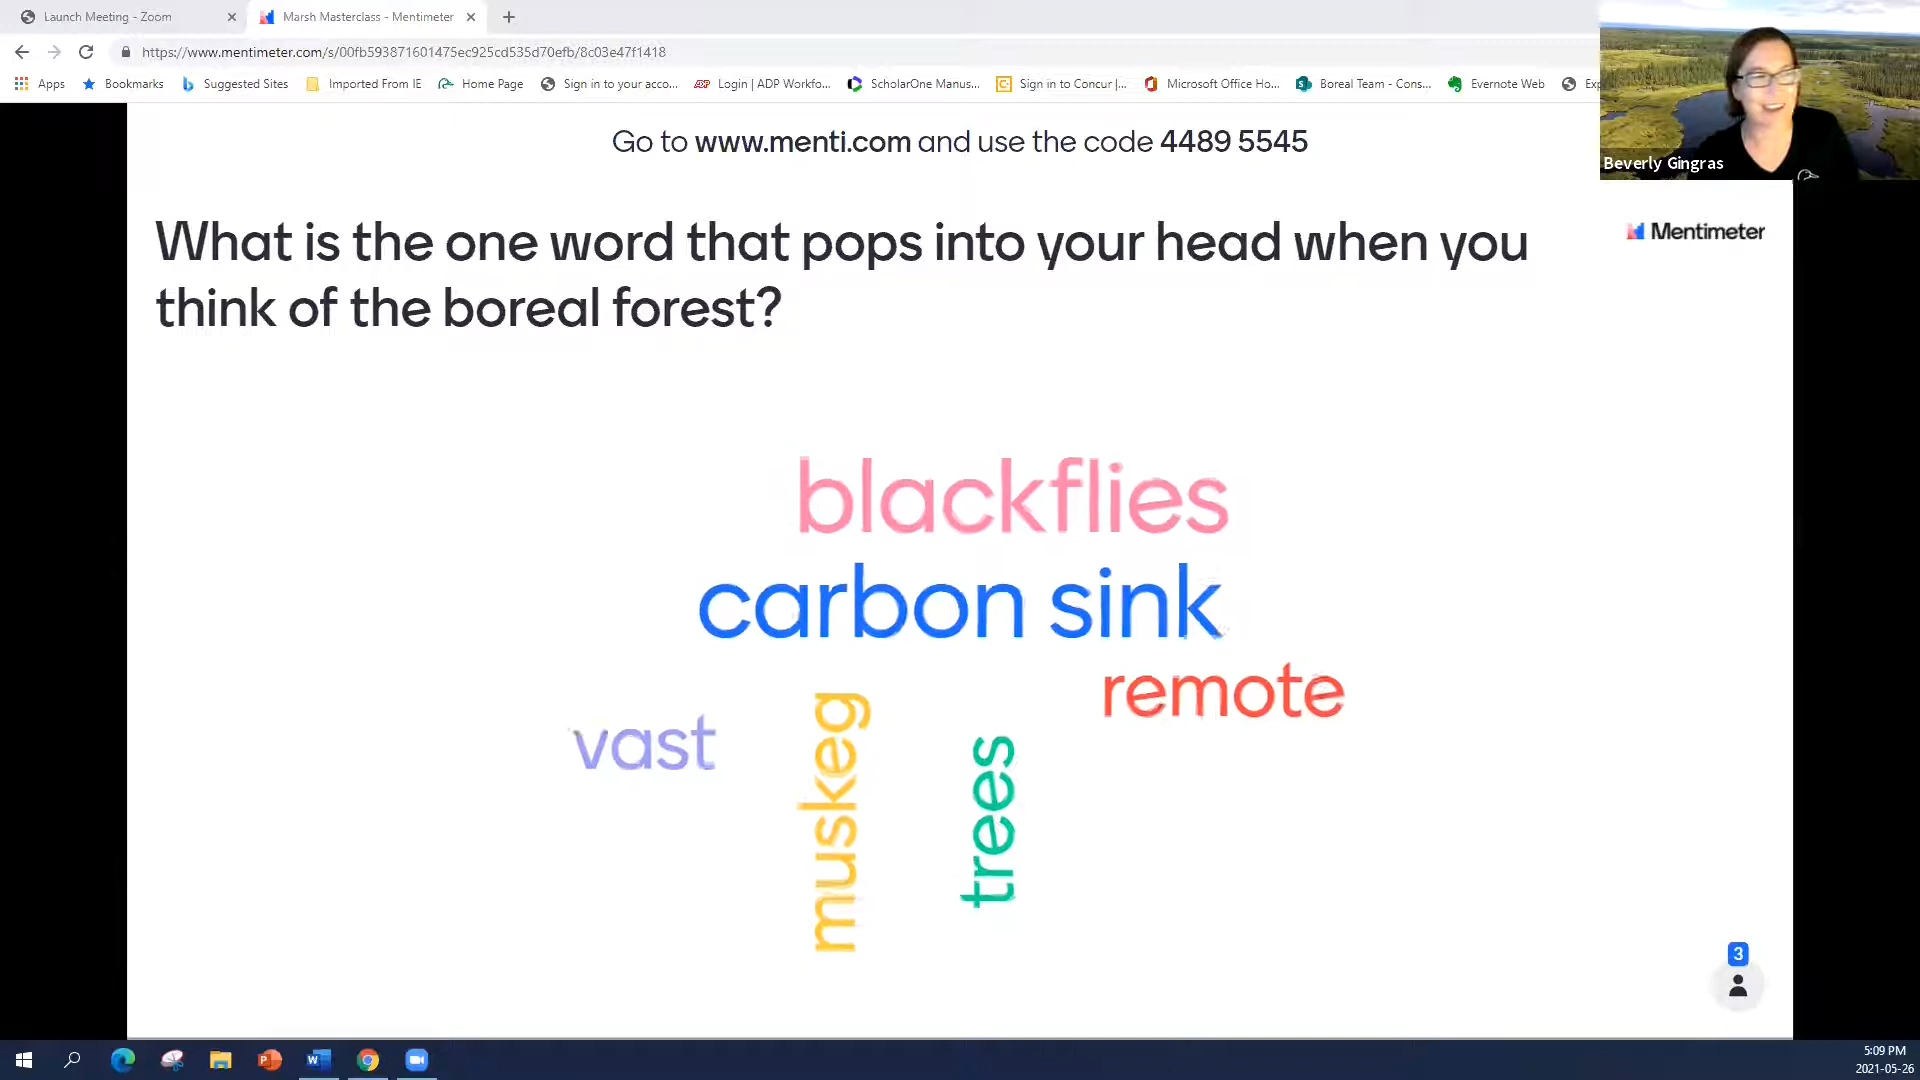 Launch Meeting - Zoom
Marsh Masterclass - Mentimeter
https://www.mentimeter.com/s/00fb593871601475ec925cd535d70efb/8c03e47f1418
Apps Bookmarks Suggested Sites Imported From IE Home Page Sign in to your acco... Login | ADP Workfo... ScholarOne Manus... Sign in to Concur |... Microsoft Office Ho... Boreal Team - Cons... Evernote Web
Beverly Gingras
Go to www.menti.com and use the code 4489 5545
What is the one word that pops into your head when you
think of the boreal forest?
Mentimeter
blackflies
carbon sink
remote
vast
muskeg
trees
3
5:09 PM
2021-05-26